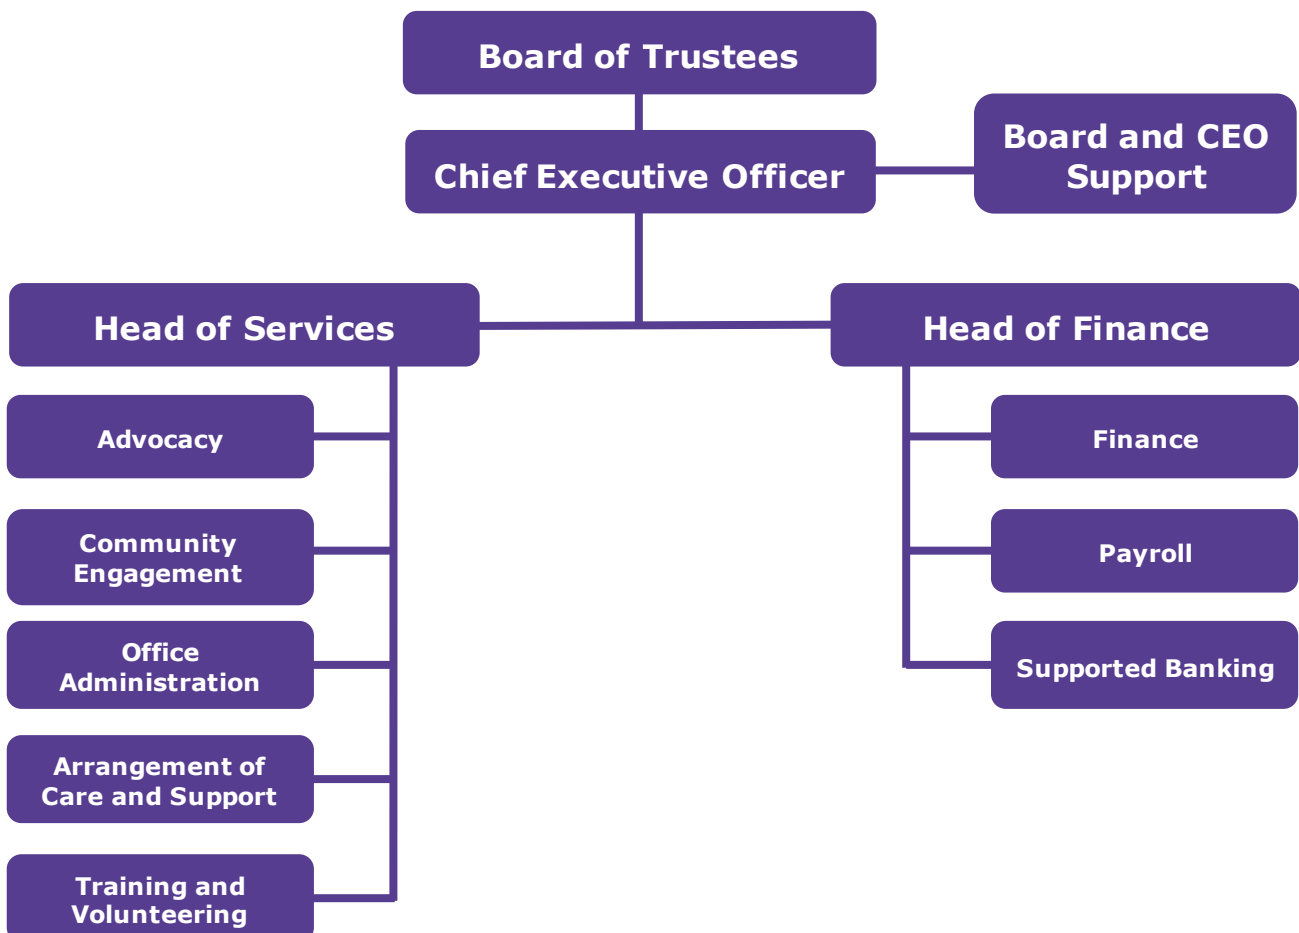 Board of Trustees
Chief Executive Officer
Board and CEO
Support
Head of Services
Head of Finance
Advocacy
Community
Engagement
Office
Administration
Arrangement of
Care and Support
Training and
Volunteering
Finance
Payroll
Supported Banking